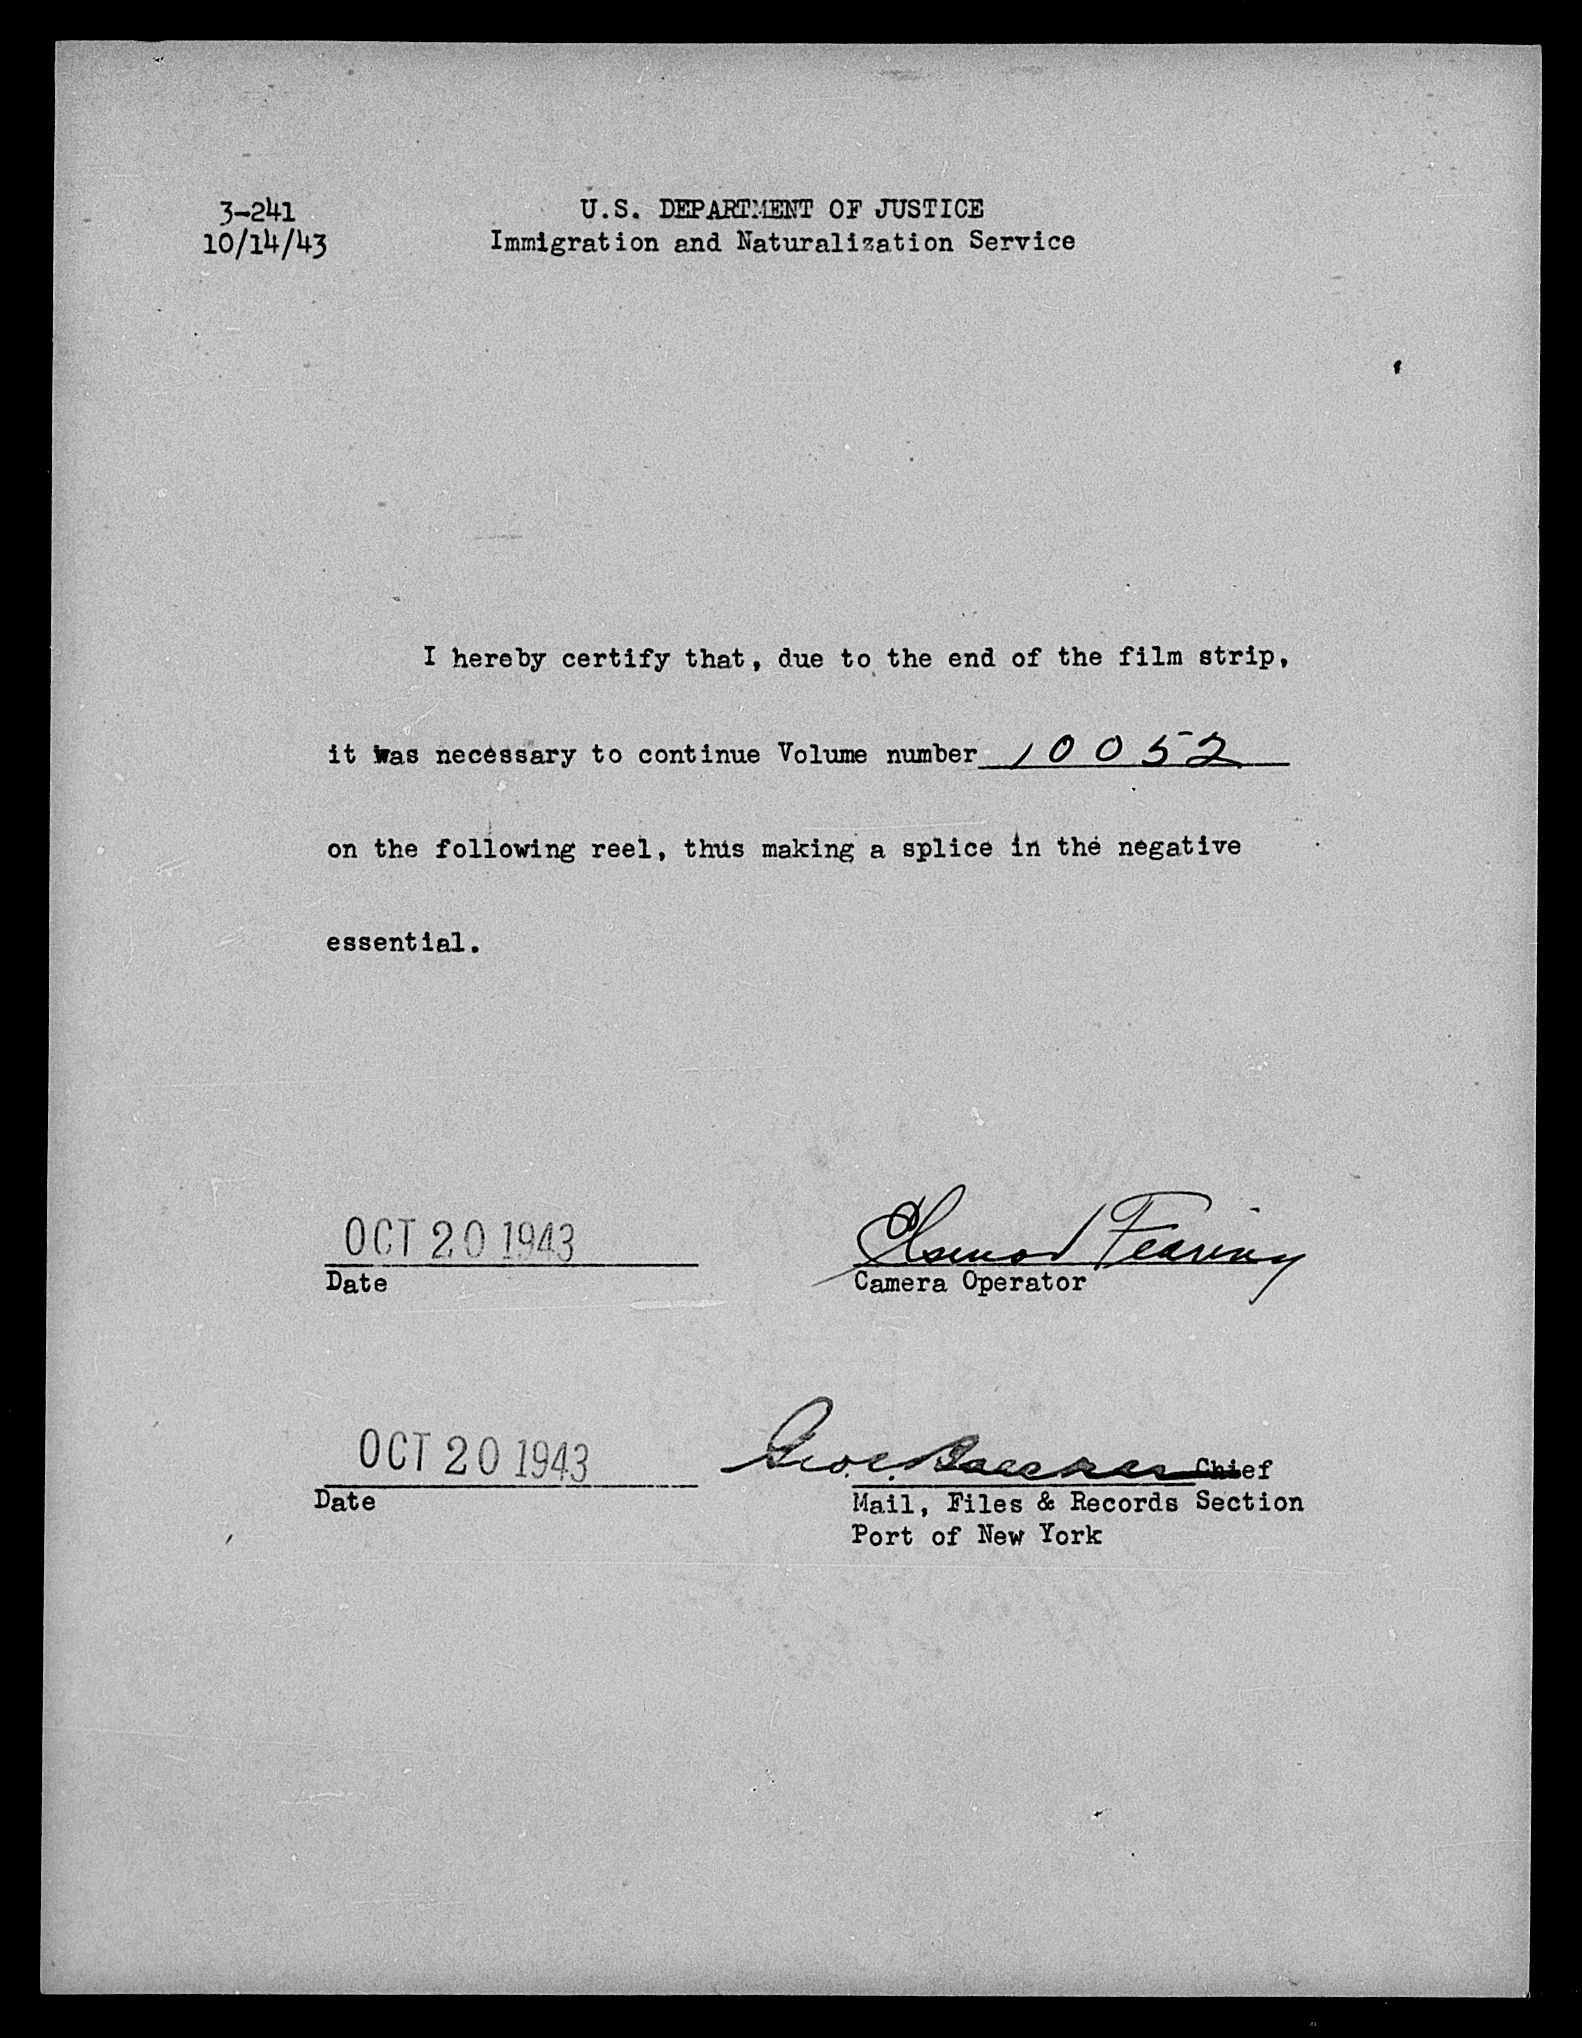 3-241
10/14/43
U.S. DEPARTMENT OF JUSTICE
Immigration and Naturalization Service
I hereby certify that, due to the end of the film strip,
it was necessary to continue Volume number 10052
on the following reel, thus making a splice in the negative
essential.
OCT 20 1943
Date
Fearing
Camera Operator
OCT 20 1943
Date
Geo. Chief
Mail, Files & Records Section
Port of New York